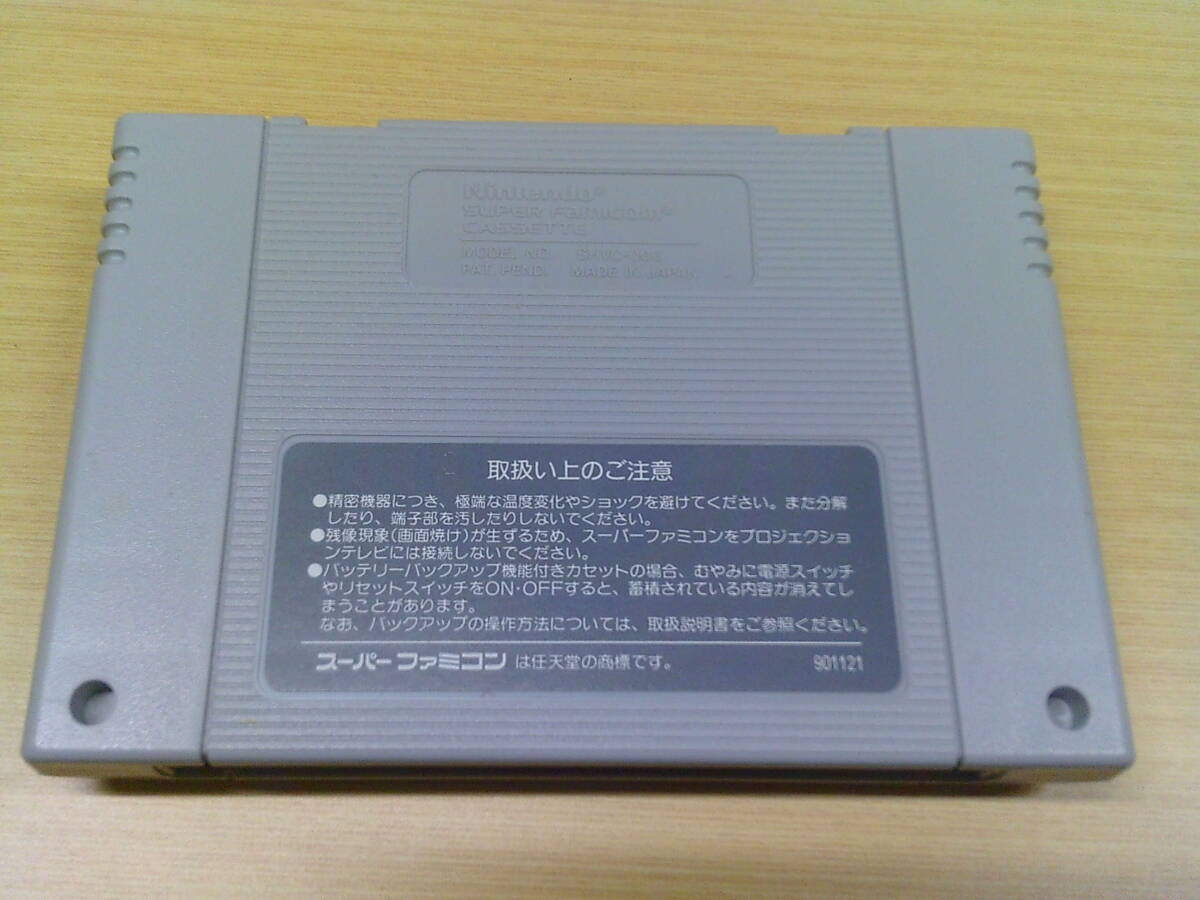 Nintendo®
SUPER Famicom®
CASSETTE
MODEL NO. SHVC-006
PAT. PEND. MADE IN JAPAN
取扱い上のご注意
●精密機器につき、極端な温度変化やショックを避けてください。また分解
したり、端子部を汚したりしないでください。
●残像現象(画面焼け)が生ずるため、スーパーファミコンをプロジェクショ
ンテレビには接続しないでください。
●バッテリーバックアップ機能付きカセットの場合、むやみに電源スイッチ
やリセットスイッチをON・OFFすると、蓄積されている内容が消えてし
まうことがあります。
なお、バックアップの操作方法については、取扱説明書をご参照ください。
スーパーファミコン は任天堂の商標です。 901121